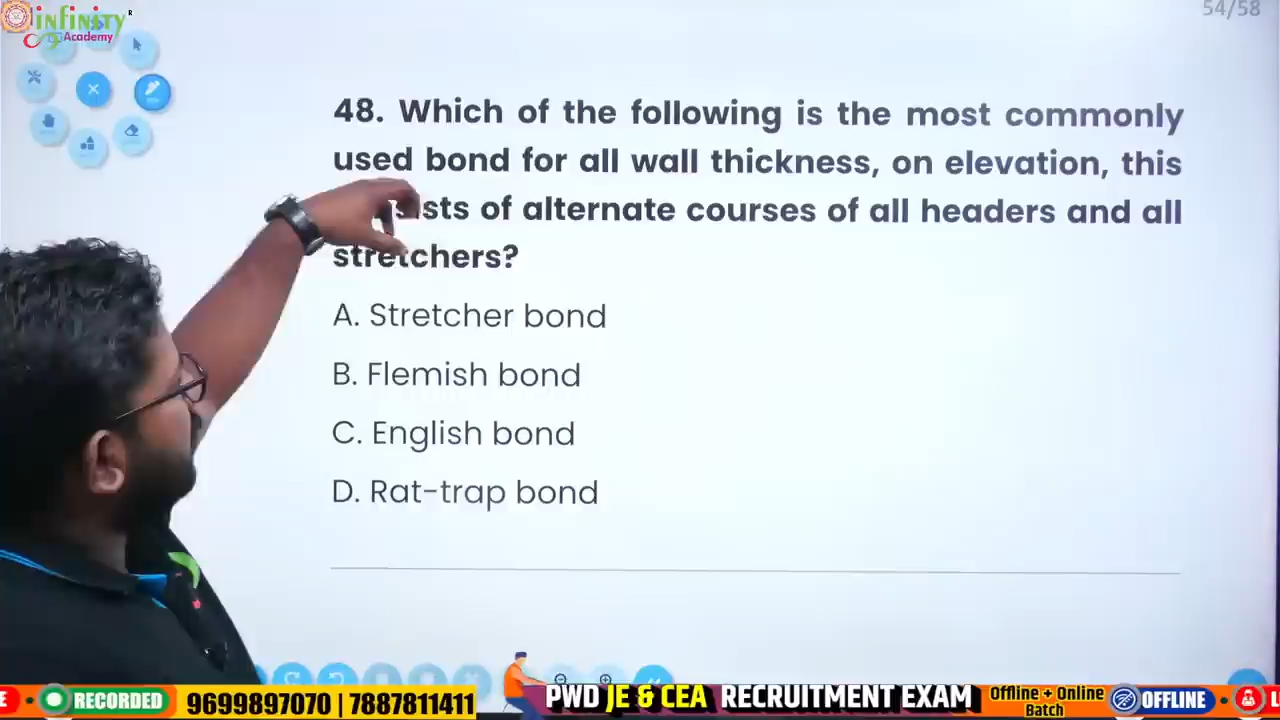 infinity
Academy
54/58
48. Which of the following is the most commonly
used bond for all wall thickness, on elevation, this
of alternate courses of all headers and all
stretchers?
A. Stretcher bond
B. Flemish bond
C. English bond
D. Rat-trap bond
RECORDED
9699897070 | 7887811411
PWD JE & CEA RECRUITMENT EXAM
Offline + Online
Batch
OFFLINE